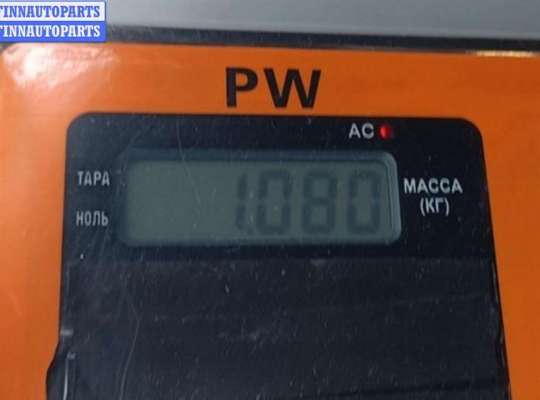 FINNAUTOPARTS
FINNAUTOPARTS
PW
AC
ТАРА
1.080
МАССА
(КГ)
НОЛЬ